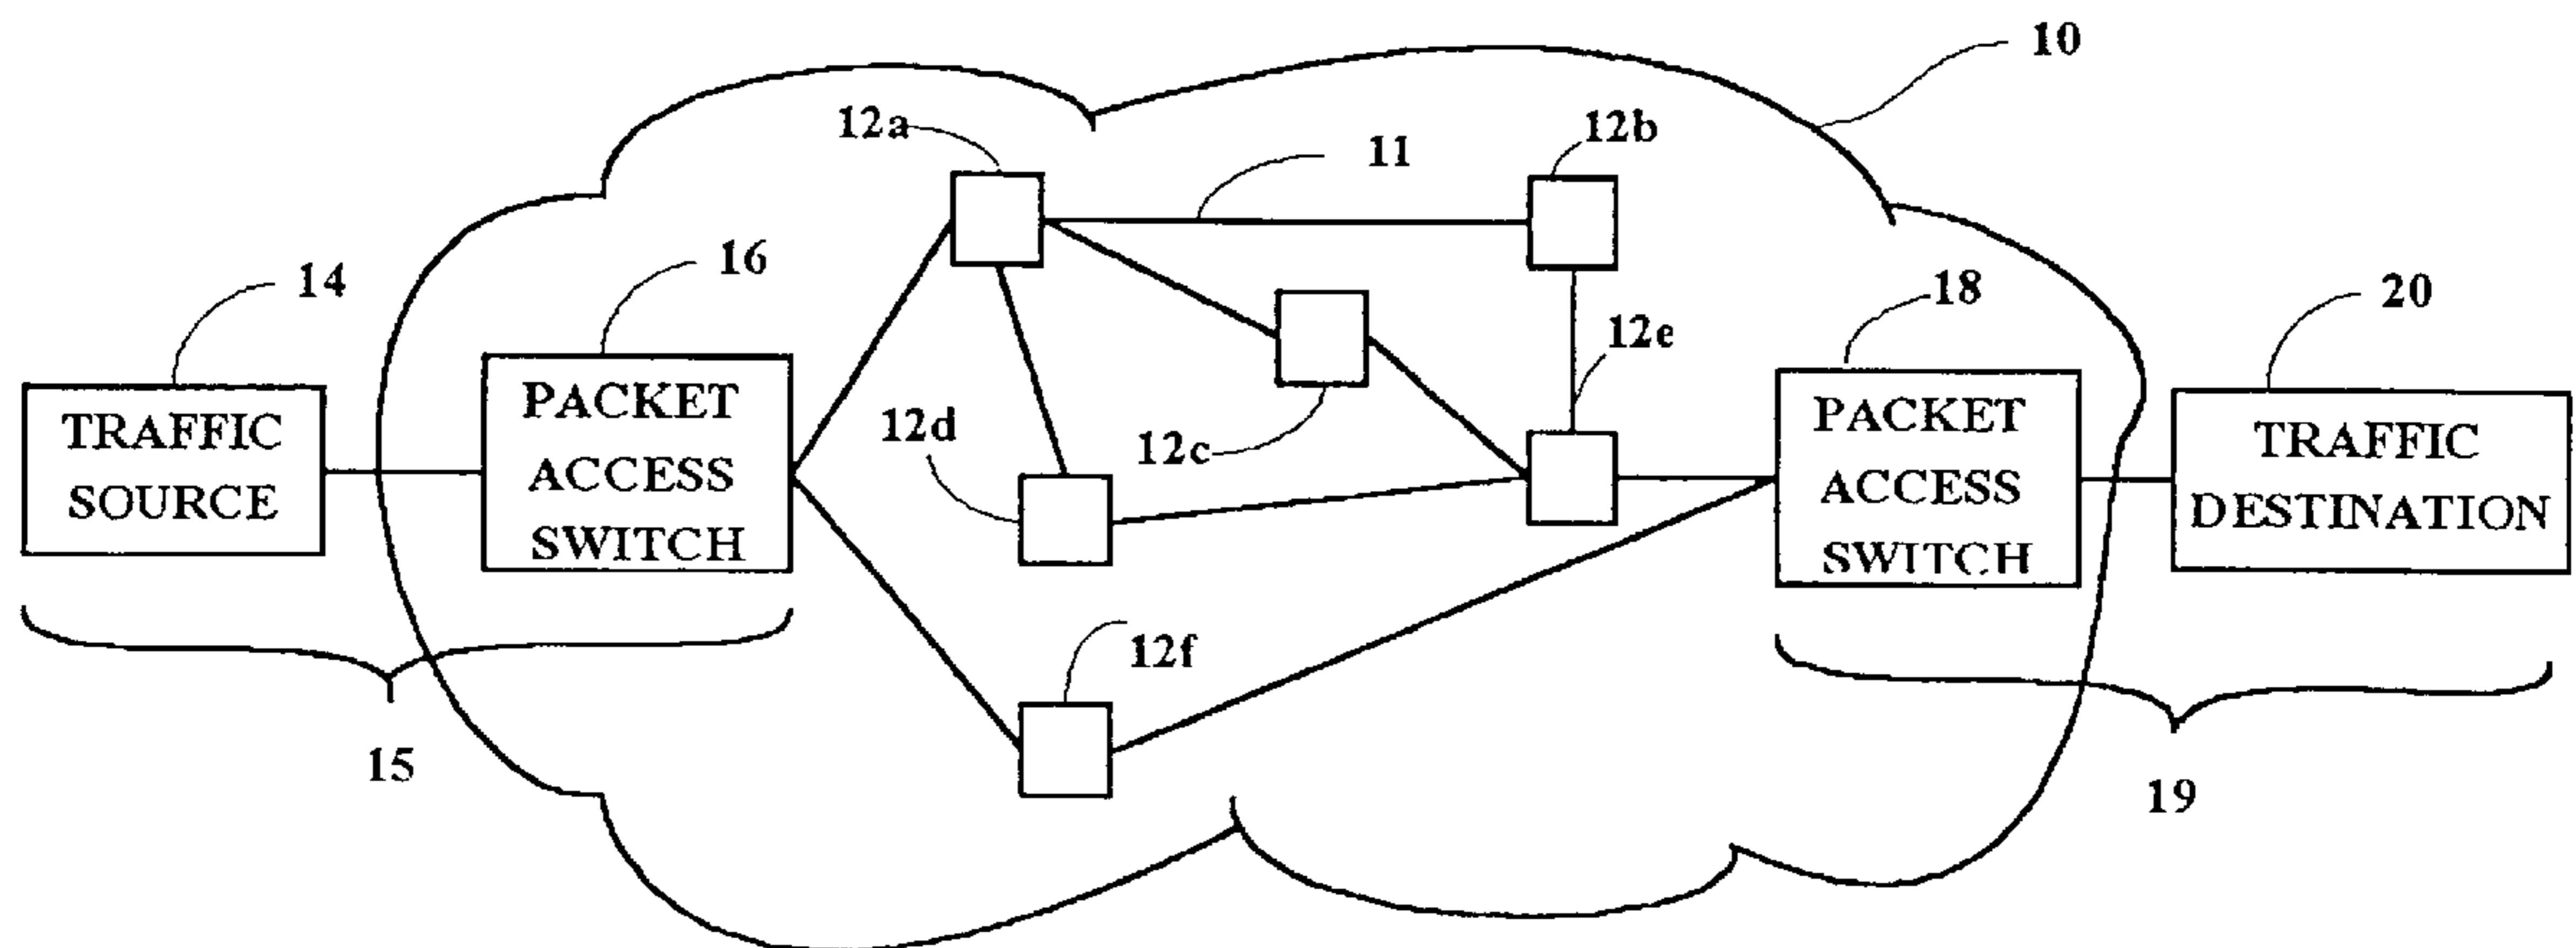 10
12a
11
12b
16
14
18
20
12e
TRAFFIC
SOURCE
PACKET
ACCESS
SWITCH
12d
12c
PACKET
ACCESS
SWITCH
TRAFFIC
DESTINATION
12f
15
19